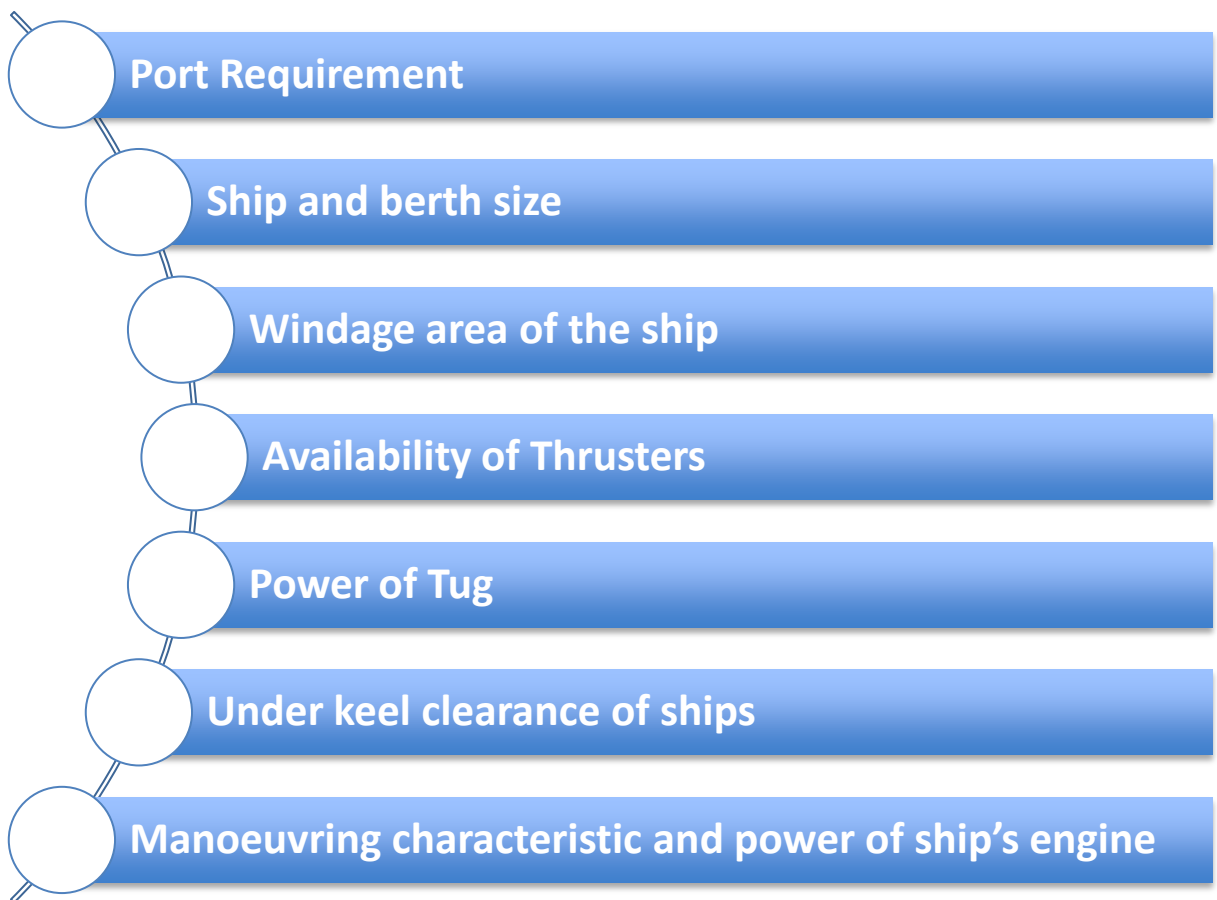 Port Requirement
Ship and berth size
Windage area of the ship
Availability of Thrusters
Power of Tug
Under keel clearance of ships
Manoeuvring characteristic and power of ship’s engine